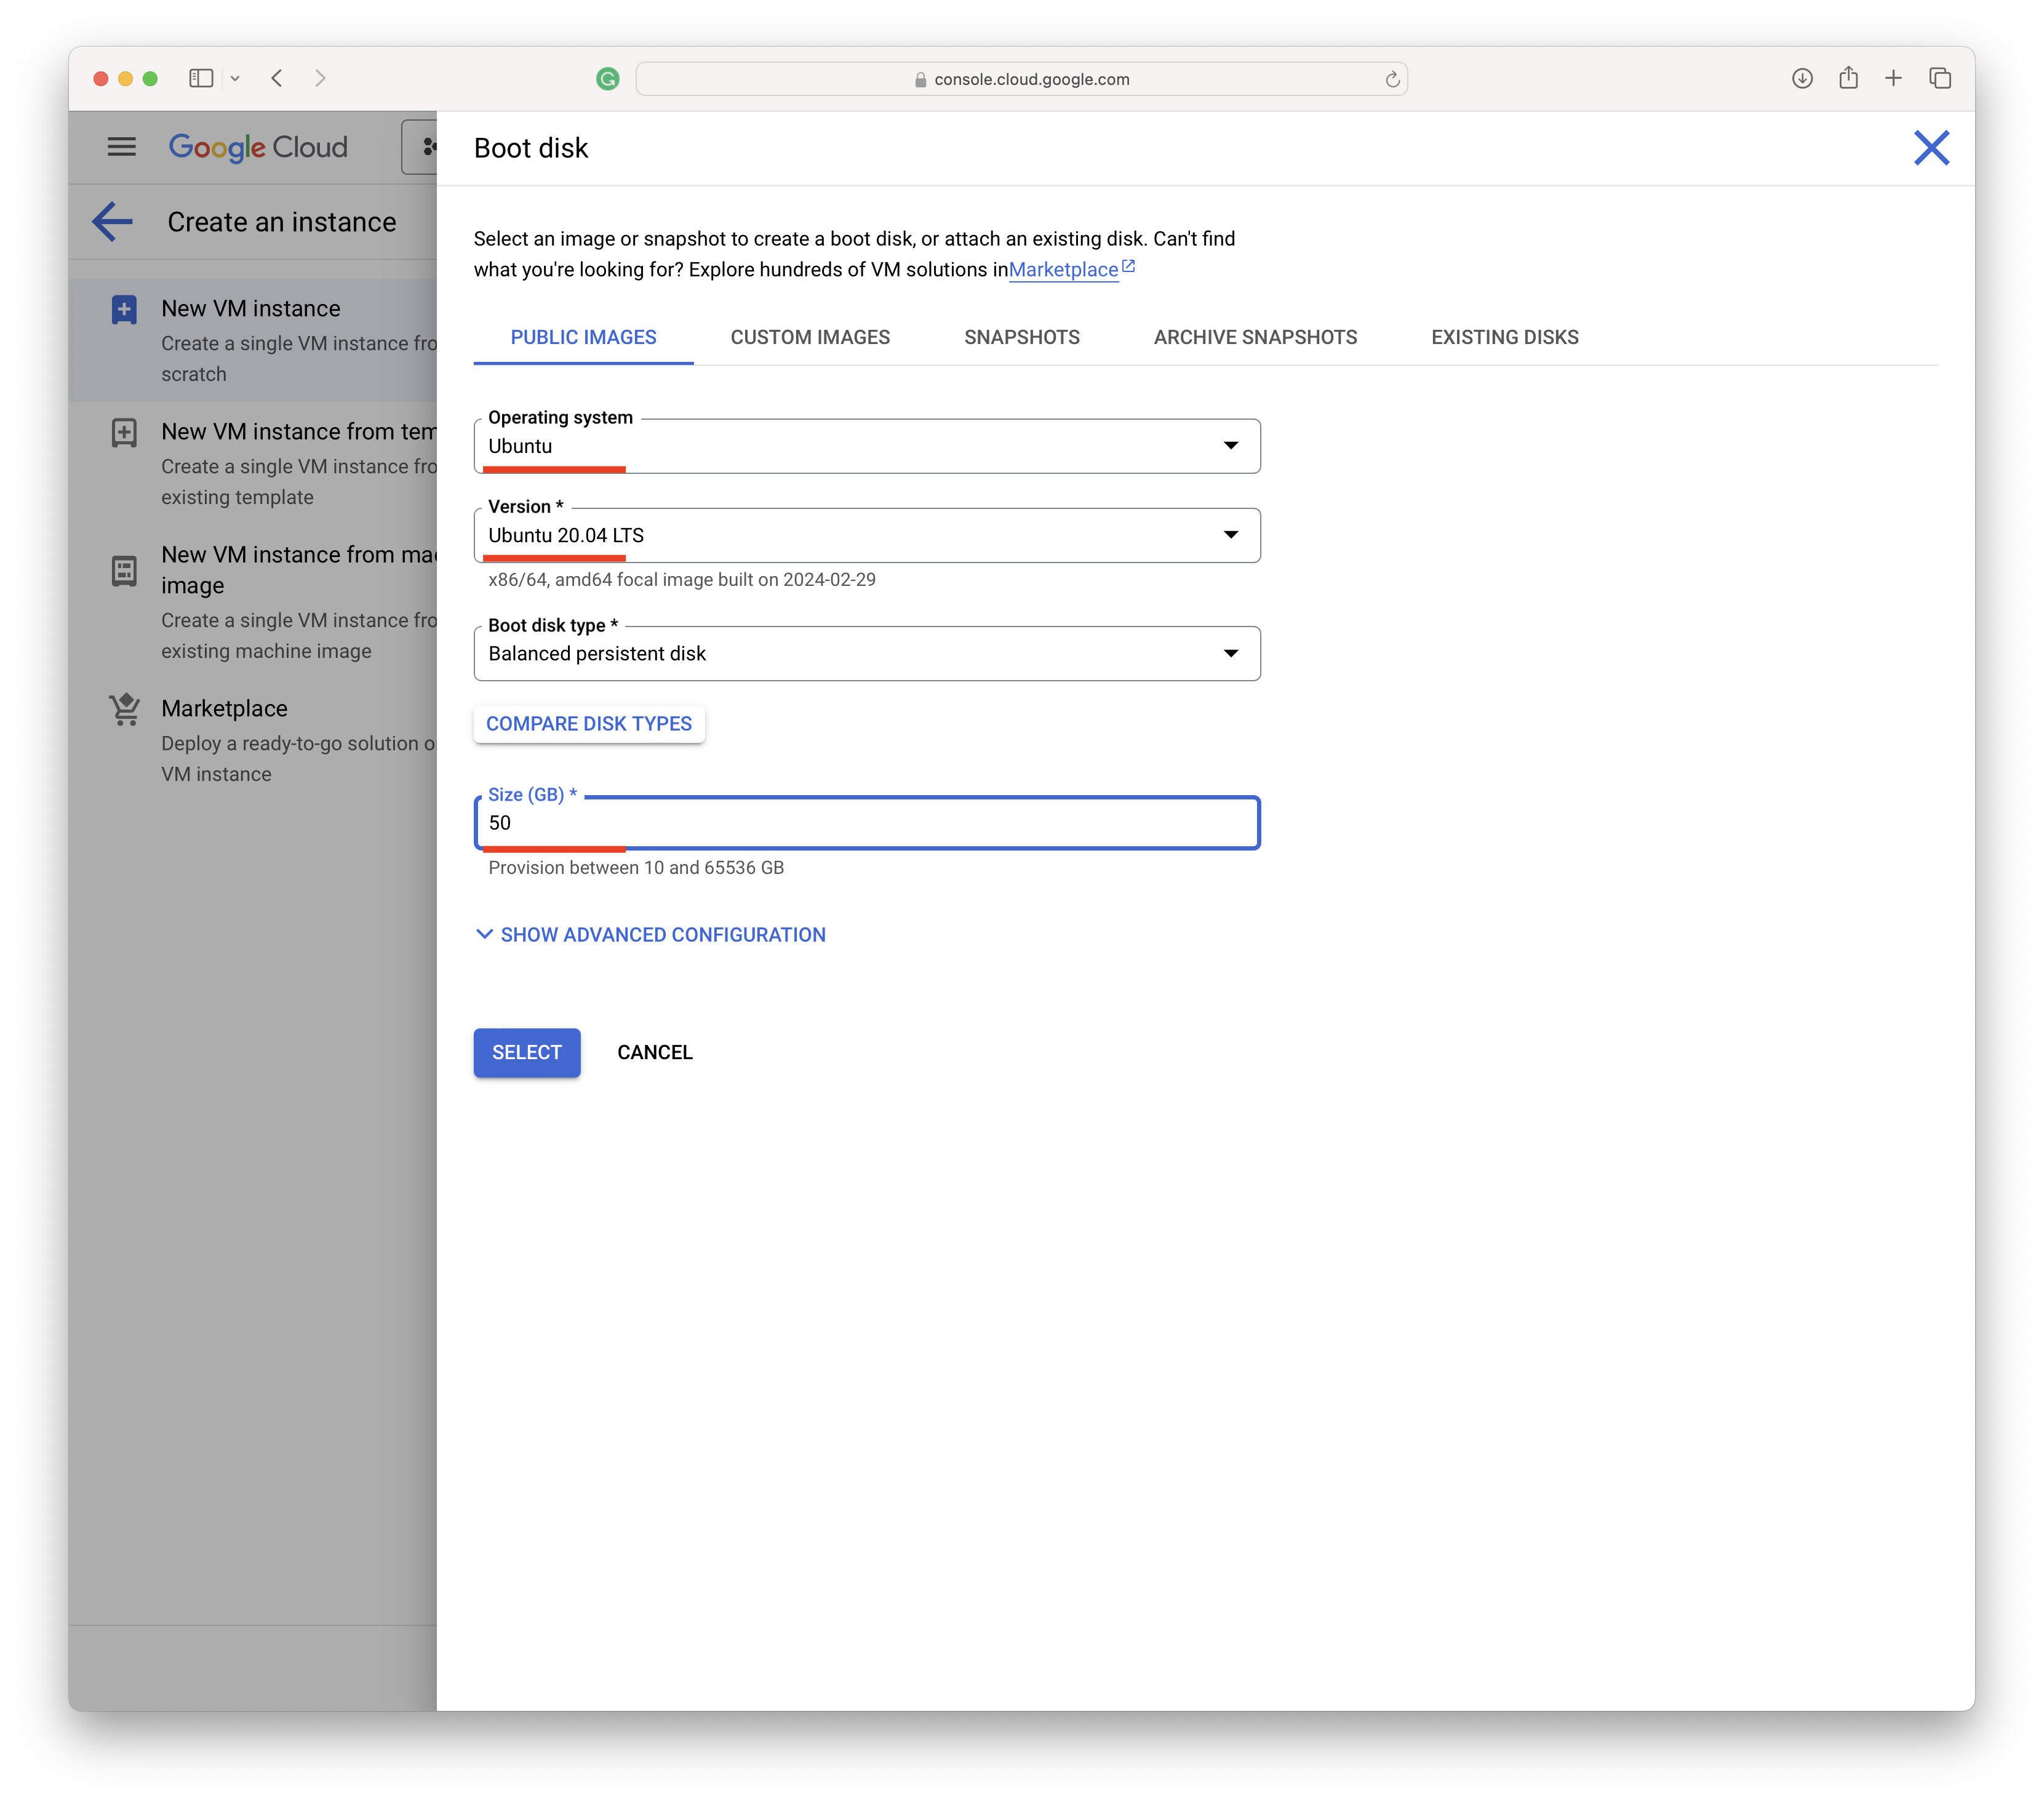 console.cloud.google.com
Google Cloud
Boot disk
Create an instance
New VM instance
Create a single VM instance fro
scratch
New VM instance from tem
Create a single VM instance fro
existing template
New VM instance from mac
image
Create a single VM instance fro
existing machine image
Marketplace
Deploy a ready-to-go solution o
VM instance
Select an image or snapshot to create a boot disk, or attach an existing disk. Can't find
what you're looking for? Explore hundreds of VM solutions inMarketplace
PUBLIC IMAGES CUSTOM IMAGES SNAPSHOTS ARCHIVE SNAPSHOTS EXISTING DISKS
Operating system
Ubuntu
Version *
Ubuntu 20.04 LTS
x86/64, amd64 focal image built on 2024-02-29
Boot disk type *
Balanced persistent disk
COMPARE DISK TYPES
Size (GB) *
50
Provision between 10 and 65536 GB
SHOW ADVANCED CONFIGURATION
SELECT CANCEL